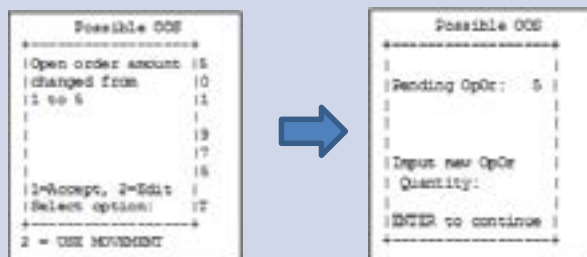 Possible OOS
Open order amount |5
changed from |0
1 to 5 |1
|9
|7
|5
1=Accept, 2=Edit
Select option: |7
2 = USE MOVEMENT
Possible OOS
Pending OpOr: 5
Input new OpOr
Quantity:
ENTER to continue